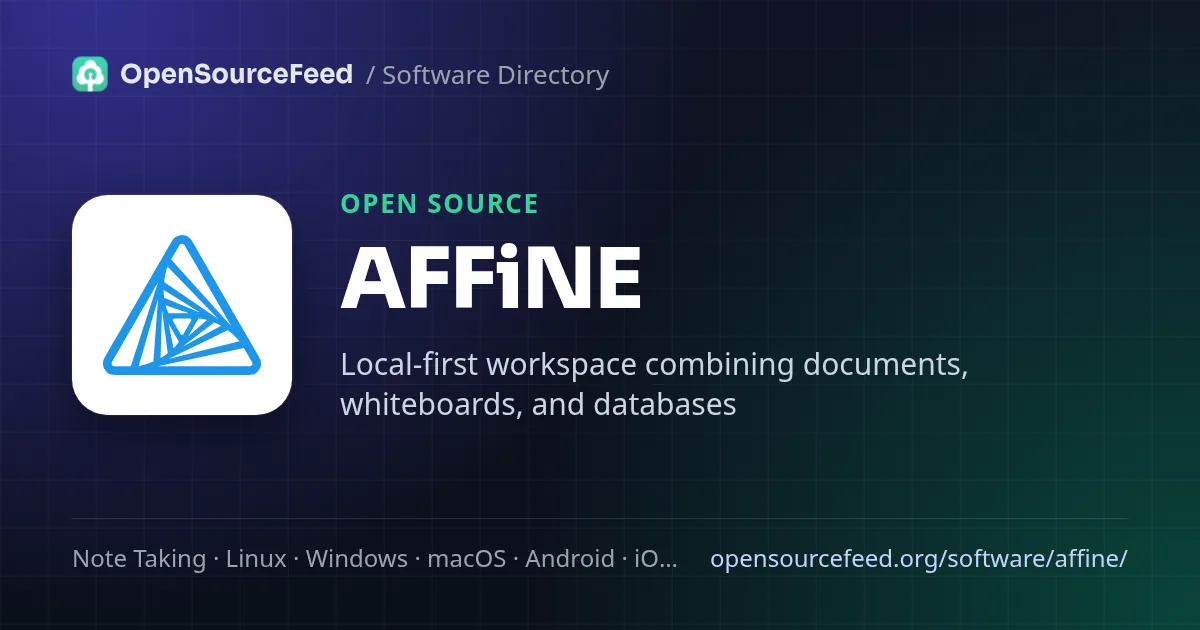 OpenSourceFeed / Software Directory
OPEN SOURCE
AFFiNE
Local-first workspace combining documents,
whiteboards, and databases
Note Taking · Linux · Windows · macOS · Android · iO... opensourcefeed.org/software/affine/